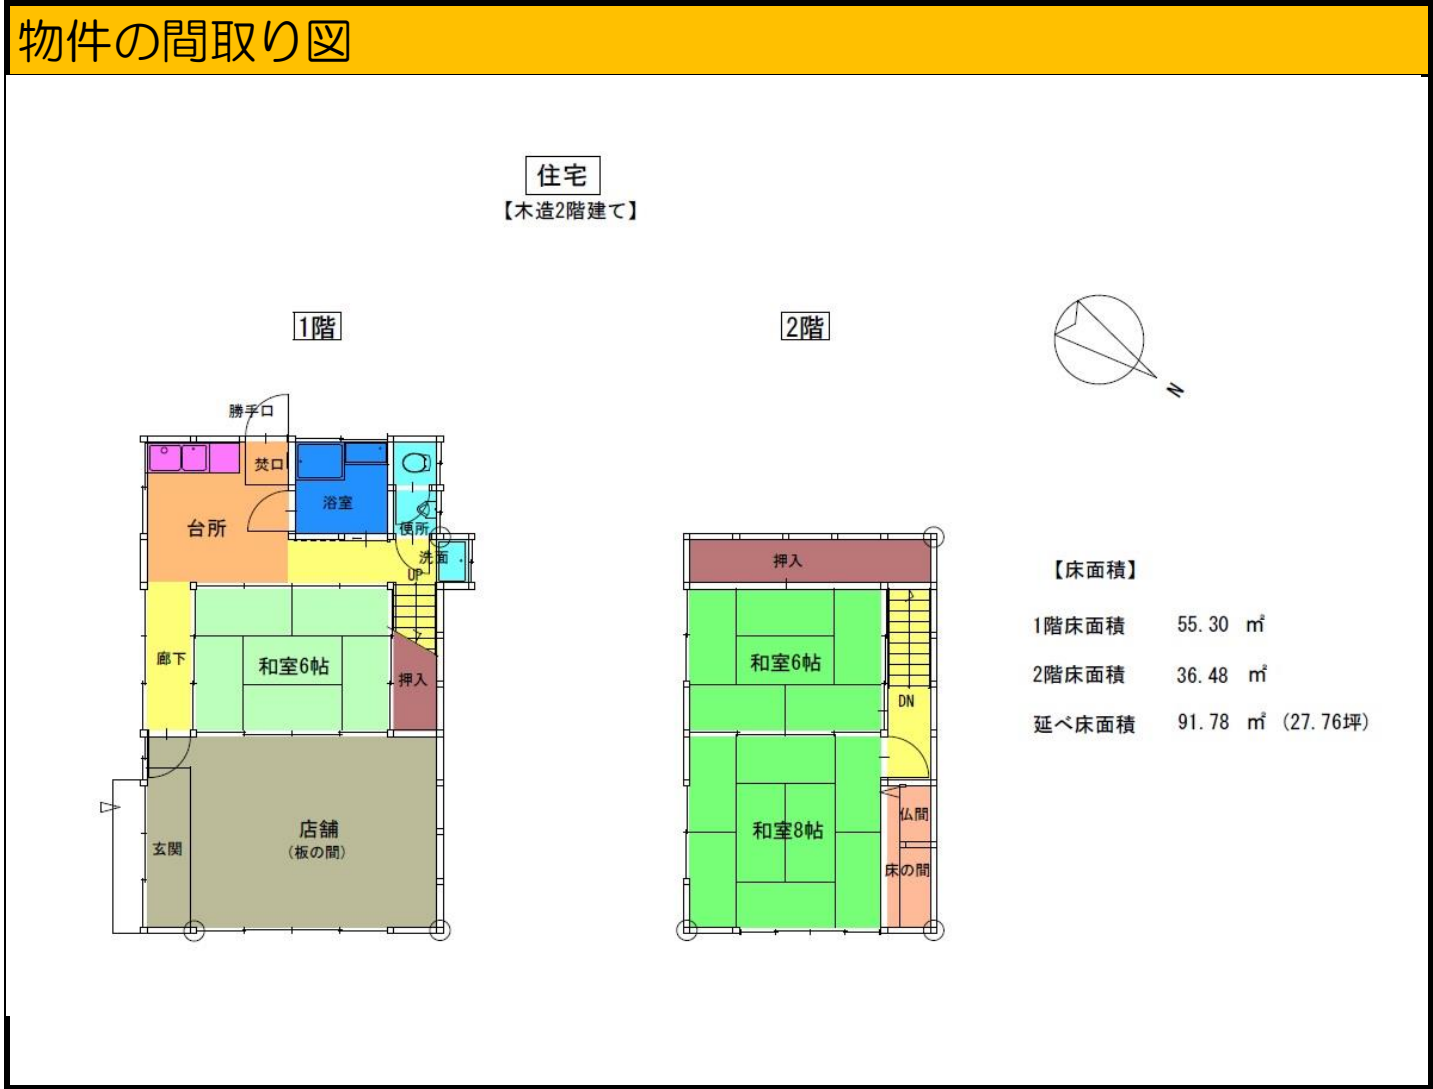 物件の間取り図
住宅
【木造2階建て】
1階
2階
N
勝手口
焚口
浴室
台所
便所
洗面
UP
廊下
和室6帖
押入
店舗
(板の間)
玄関
押入
和室6帖
DN
和室8帖
仏間
床の間
【床面積】
1階床面積 55.30 ㎡
2階床面積 36.48 ㎡
延べ床面積 91.78 ㎡ (27.76坪)